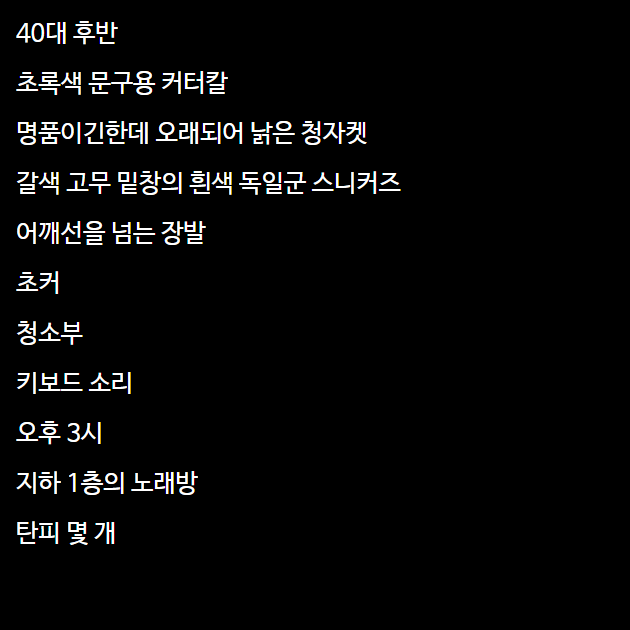 40대 후반
초록색 문구용 커터칼
명품이긴한데 오래되어 낡은 청자켓
갈색 고무 밑창의 흰색 독일군 스니커즈
어깨선을 넘는 장발
초커
청소부
키보드 소리
오후 3시
지하 1층의 노래방
탄피 몇 개